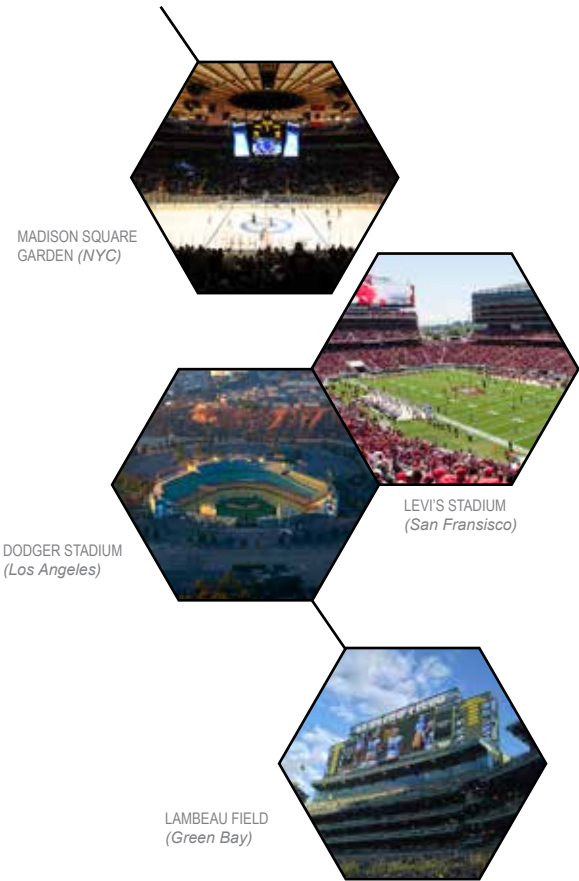 MADISON SQUARE
GARDEN (NYC)
LEVI'S STADIUM
(San Fransisco)
DODGER STADIUM
(Los Angeles)
LAMBEAU FIELD
(Green Bay)